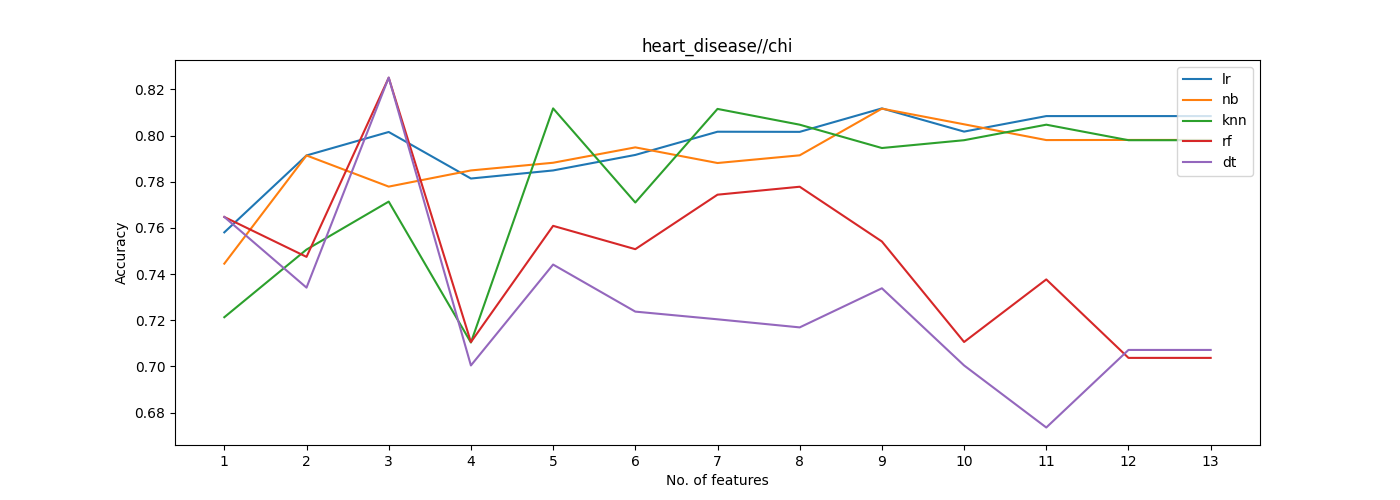 heart_disease//chi
Accuracy
0.82
0.80
0.78
0.76
0.74
0.72
0.70
0.68
lr
nb
knn
rf
dt
1 2 3 4 5 6 7 8 9 10 11 12 13
No. of features